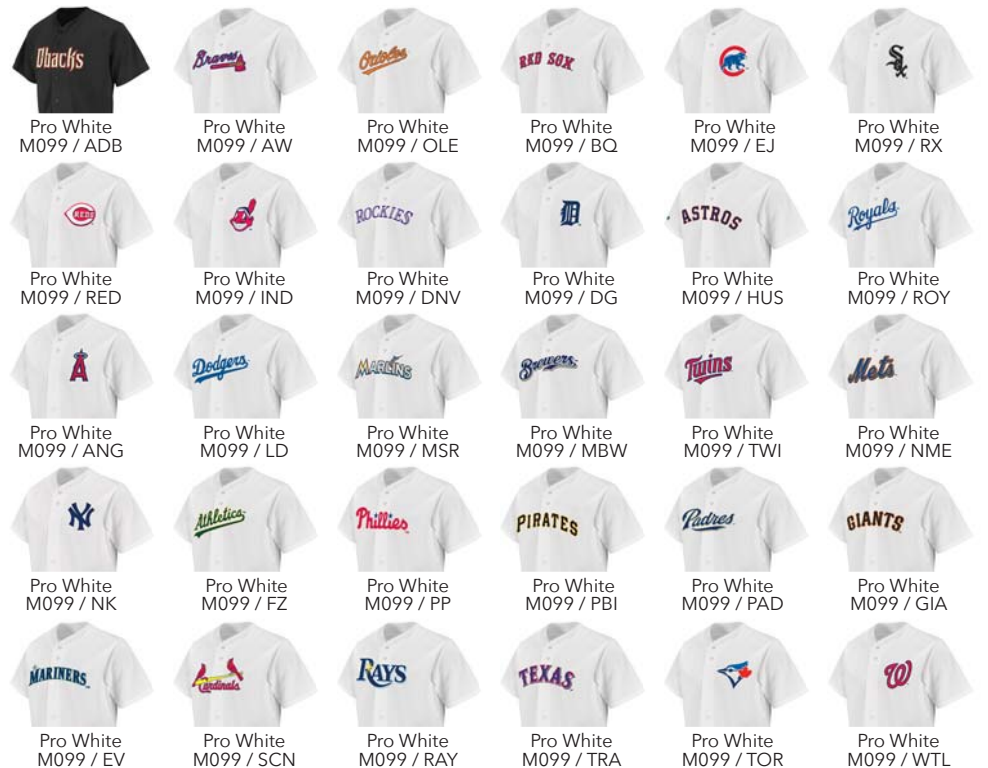 Dbacks
Braves
Orioles
RED SOX
Sox
Pro White
M099 / ADB
Pro White
M099 / AW
Pro White
M099 / OLE
Pro White
M099 / BQ
Pro White
M099 / EJ
Pro White
M099 / RX
REDS
ROCKIES
D
ASTROS
Royals
Pro White
M099 / RED
Pro White
M099 / IND
Pro White
M099 / DNV
Pro White
M099 / DG
Pro White
M099 / HUS
Pro White
M099 / ROY
A
Dodgers
MARLINS
Brewers
Twins
Mets
Pro White
M099 / ANG
Pro White
M099 / LD
Pro White
M099 / MSR
Pro White
M099 / MBW
Pro White
M099 / TWI
Pro White
M099 / NME
NY
Athletics
Phillies
PIRATES
Padres
GIANTS
Pro White
M099 / NK
Pro White
M099 / FZ
Pro White
M099 / PP
Pro White
M099 / PBI
Pro White
M099 / PAD
Pro White
M099 / GIA
MARINERS
Cardinals
RAYS
TEXAS
W
Pro White
M099 / EV
Pro White
M099 / SCN
Pro White
M099 / RAY
Pro White
M099 / TRA
Pro White
M099 / TOR
Pro White
M099 / WTL